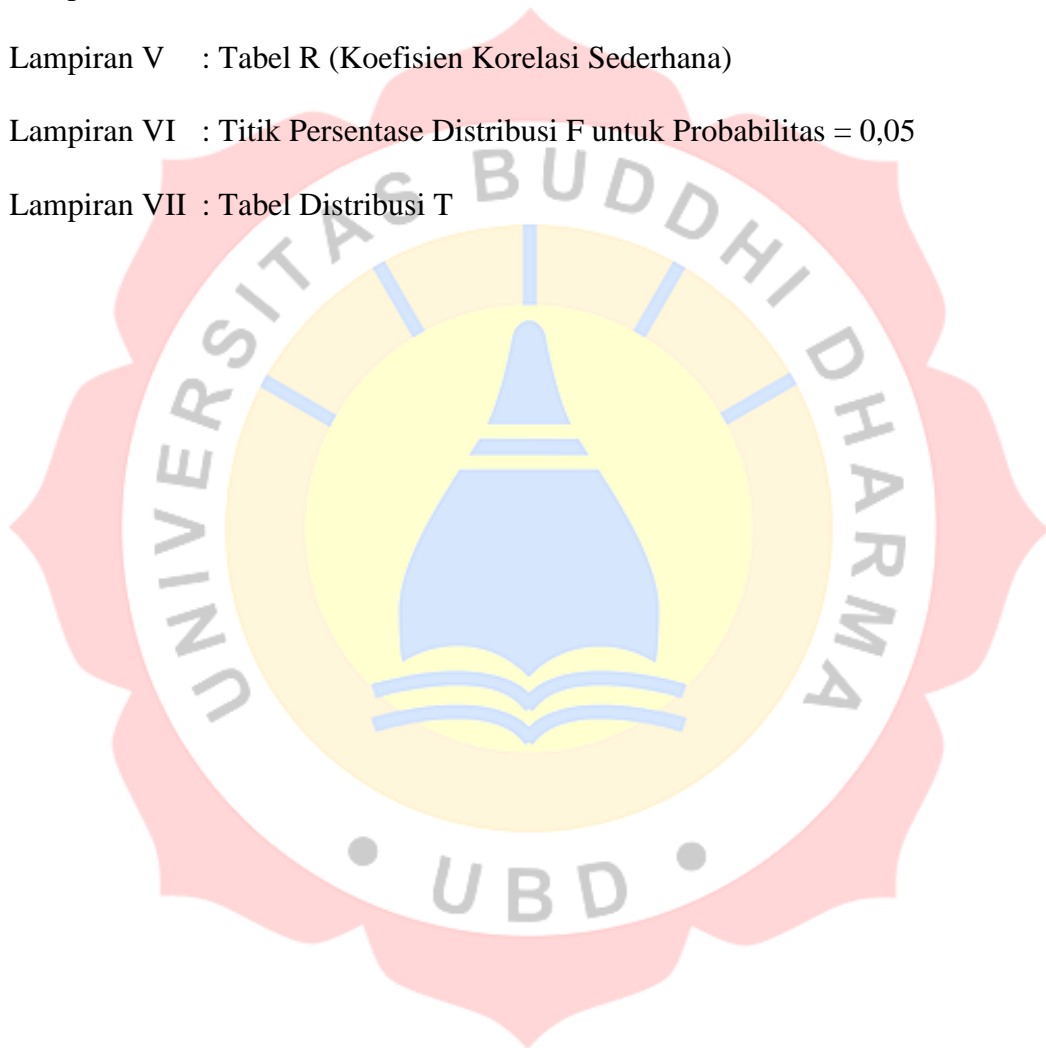 Lampiran V : Tabel R (Koefisien Korelasi Sederhana)
Lampiran VI : Titik Persentase Distribusi F untuk Probabilitas = 0,05
Lampiran VII : Tabel Distribusi T
UNIVERSITAS BUDDHI DHARMA
• UBD •